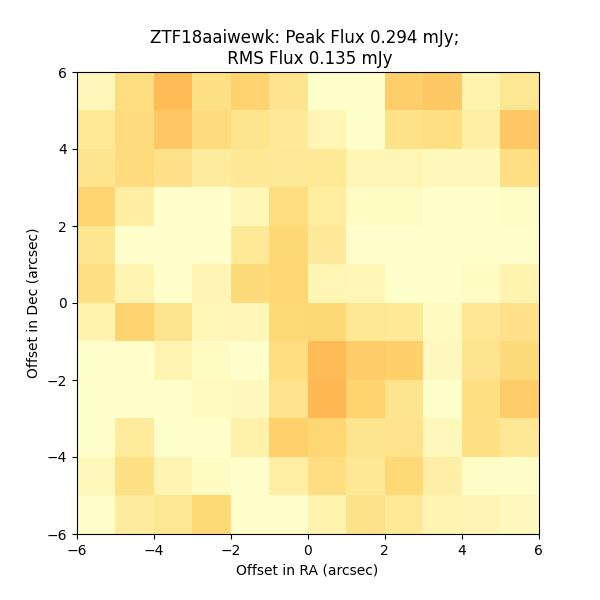 ZTF18aaiwewk: Peak Flux 0.294 mJy;
RMS Flux 0.135 mJy
6
4
2
0
−2
−4
−6
Offset in Dec (arcsec)
−6 −4 −2 0 2 4 6
Offset in RA (arcsec)